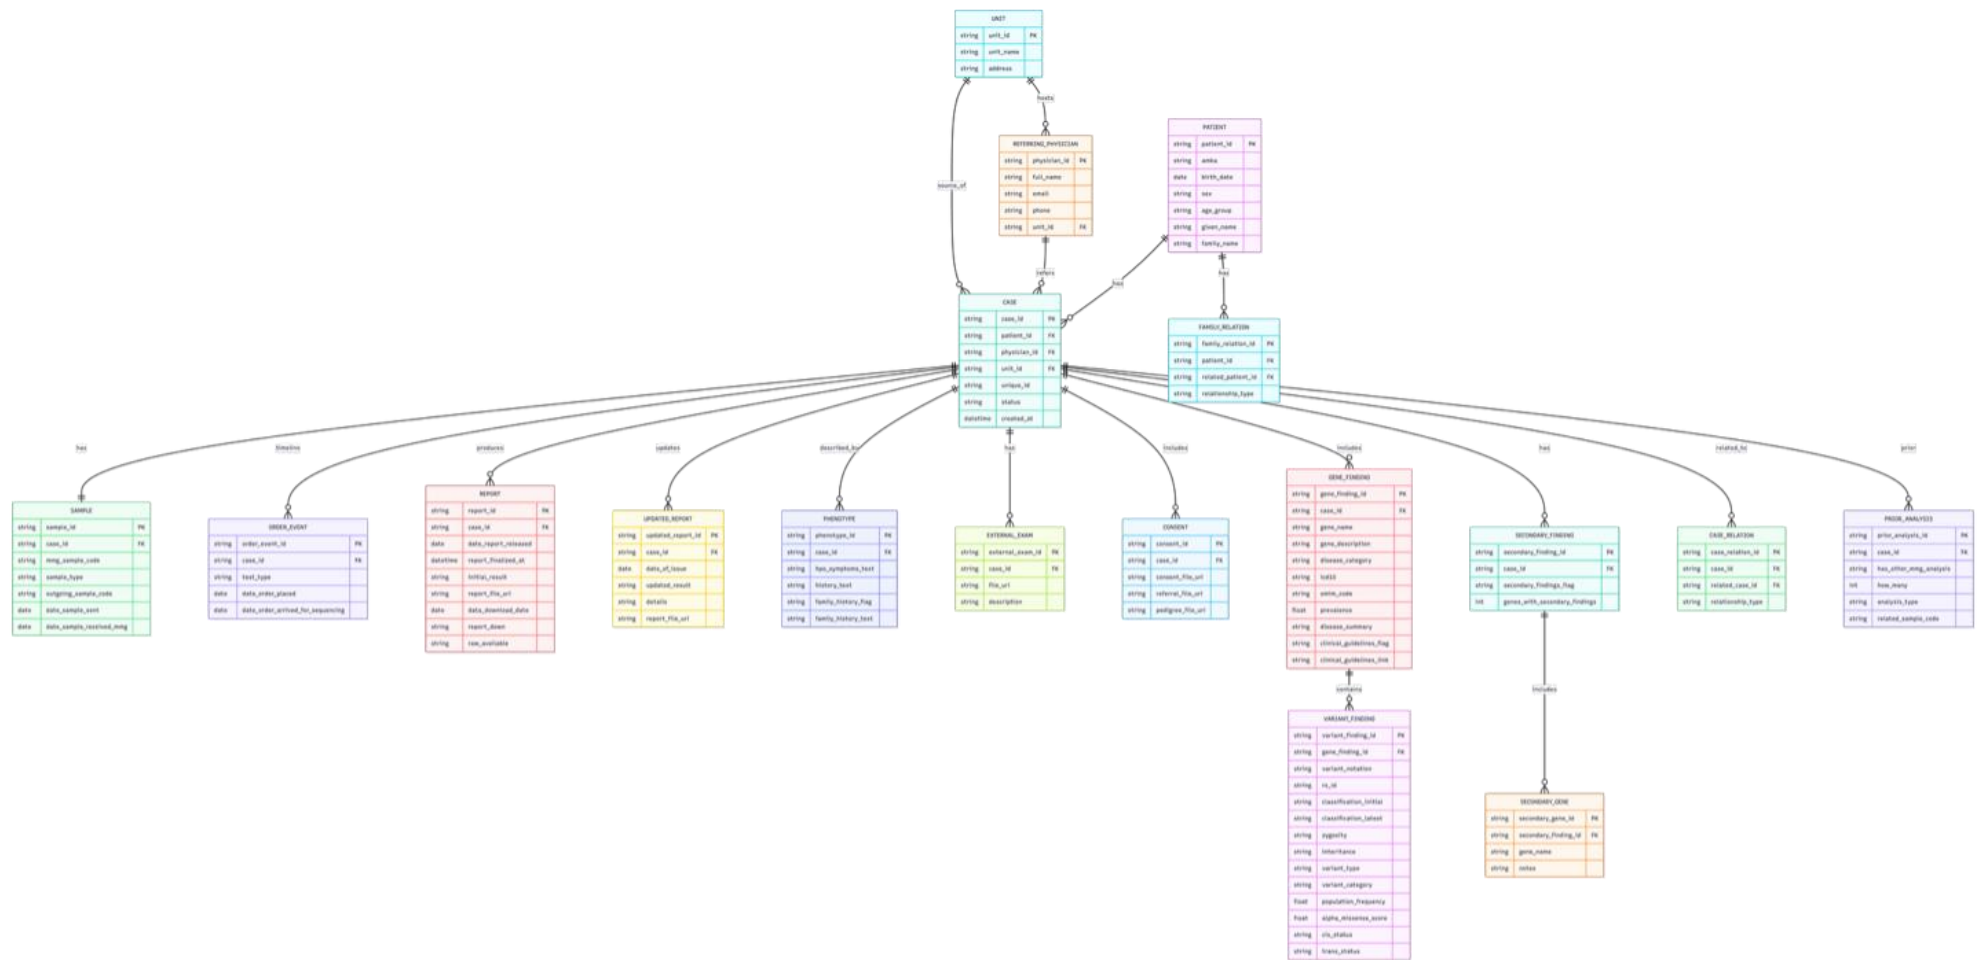 UNIT
string unit_id PK
string unit_name
string address
hosts
source_of
REFERRING_PHYSICIAN
string physician_id PK
string full_name
string email
string phone
string unit_id FK
refers
PATIENT
string patient_id PK
string amka
date birth_date
string sex
string age_group
string given_name
string family_name
has
has
CASE
string case_id PK
string patient_id FK
string physician_id FK
string unit_id FK
string unique_id
string status
datetime created_at
FAMILY_RELATION
string family_relation_id PK
string patient_id FK
string related_patient_id FK
string relationship_type
has
timeline
produces
updates
described_by
has
includes
includes
has
related_to
prior
SAMPLE
string sample_id PK
string case_id FK
string mmg_sample_code
string sample_type
string outgoing_sample_code
date date_sample_sent
date date_sample_received_mmg
ORDER_EVENT
string order_event_id PK
string case_id FK
string test_type
date date_order_placed
date date_order_arrived_for_sequencing
REPORT
string report_id PK
string case_id FK
date date_report_released
datetime report_finalized_at
string initial_result
string report_file_url
date date_download_date
string report_down
string raw_available
UPDATED_REPORT
string updated_report_id PK
string case_id FK
date date_of_issue
string updated_result
string details
string report_file_url
PHENOTYPE
string phenotype_id PK
string case_id FK
string hpo_symptoms_text
string history_text
string family_history_flag
string family_history_text
EXTERNAL_EXAM
string external_exam_id PK
string case_id FK
string file_url
string description
CONSENT
string consent_id PK
string case_id FK
string consent_file_url
string referral_file_url
string pedigree_file_url
GENE_FINDING
string gene_finding_id PK
string case_id FK
string gene_name
string gene_description
string disease_category
string icd10
string omim_code
float prevalence
string disease_summary
string clinical_guidelines_flag
string clinical_guidelines_link
SECONDARY_FINDING
string secondary_finding_id PK
string case_id FK
string secondary_findings_flag
int genes_with_secondary_findings
CASE_RELATION
string case_relation_id PK
string case_id FK
string related_case_id FK
string relationship_type
PRIOR_ANALYSIS
string prior_analysis_id PK
string case_id FK
string has_other_mmg_analysis
int how_many
string analysis_type
string related_sample_code
contains
includes
VARIANT_FINDING
string variant_finding_id PK
string gene_finding_id FK
string variant_notation
string rs_id
string classification_initial
string classification_latest
string zygosity
string inheritance
string variant_type
string variant_category
float population_frequency
float alpha_missense_score
string cis_status
string trans_status
SECONDARY_GENE
string secondary_gene_id PK
string secondary_finding_id FK
string gene_name
string notes